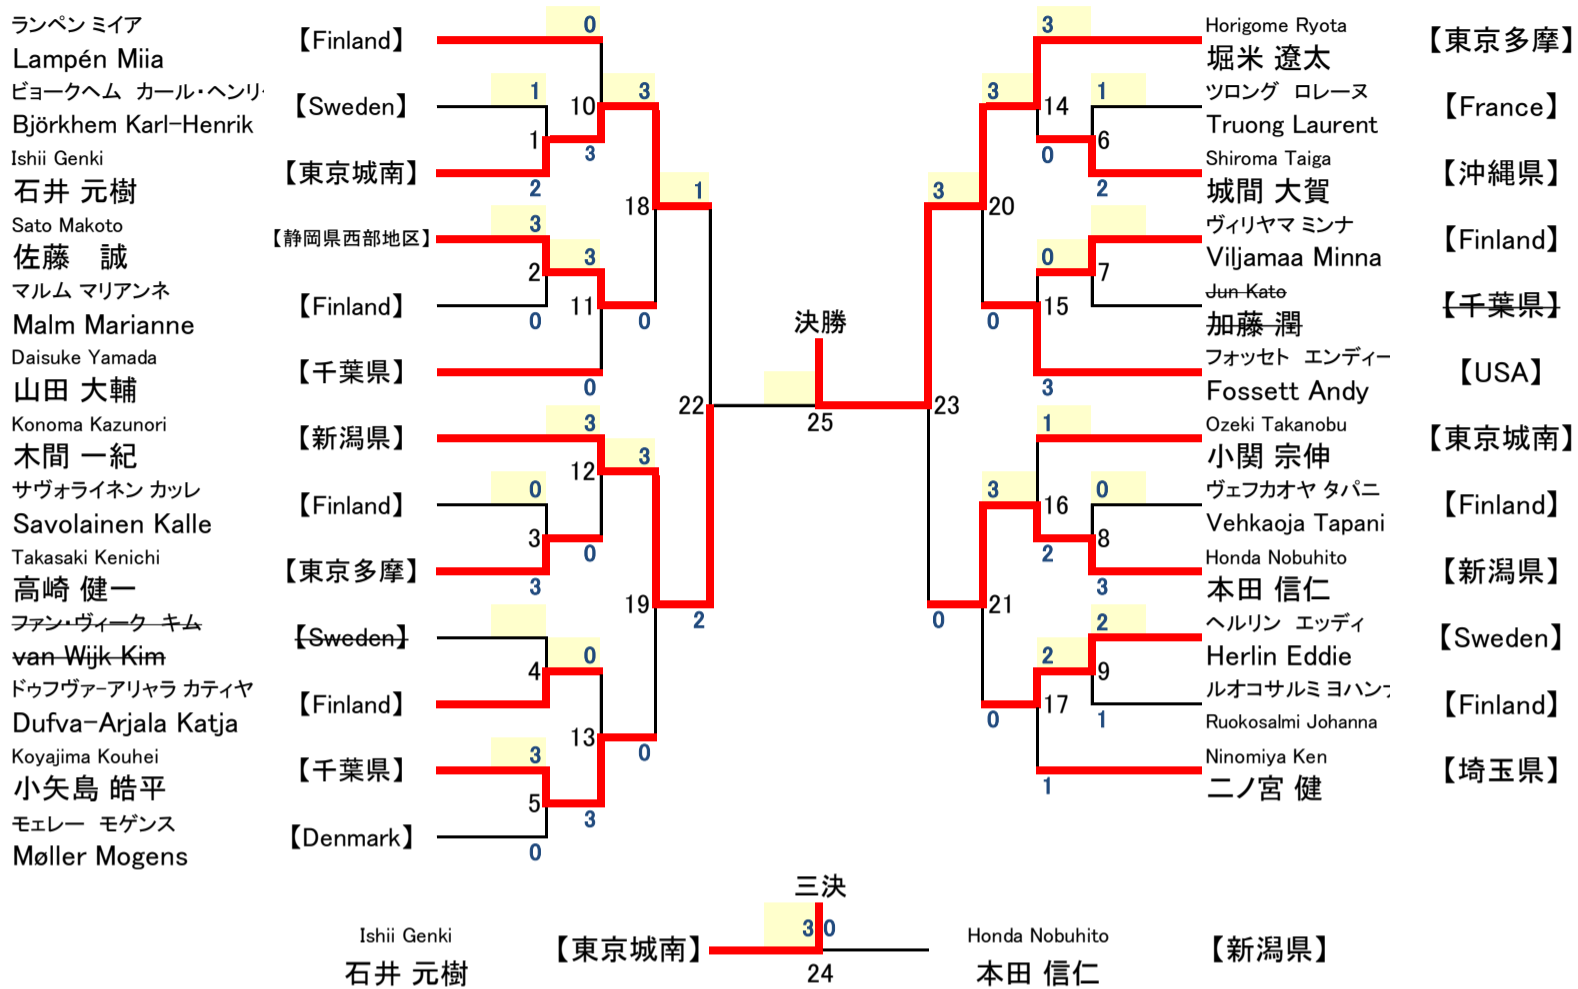 ランペン ミイア
Lampén Miia
【Finland】
0
ビョークヘム カール・ヘンリ
Björkhem Karl-Henrik
【Sweden】
1
1
10
3
3
Ishii Genki
石井 元樹
【東京城南】
2
18
1
Sato Makoto
佐藤 誠
【静岡県西部地区】
3
2
3
マルム マリアンネ
Malm Marianne
【Finland】
0
11
0
Daisuke Yamada
山田 大輔
【千葉県】
0
22
Konoma Kazunori
木間 一紀
【新潟県】
3
12
3
サヴォライネン カッレ
Savolainen Kalle
【Finland】
0
3
0
Takasaki Kenichi
高崎 健一
【東京多摩】
3
19
2
ファン・ヴィーク キム
van Wijk Kim
【Sweden】
4
0
ドゥフヴァ-アリャラ カティヤ
Dufva-Arjala Katja
【Finland】
13
0
Koyajima Kouhei
小矢島 皓平
【千葉県】
3
5
3
モェレー モゲンス
Møller Mogens
【Denmark】
0
決勝
25
3
Horigome Ryota
堀米 遼太
【東京多摩】
3
14
1
6
ツロング ロレーヌ
Truong Laurent
【France】
0
2
Shiroma Taiga
城間 大賀
【沖縄県】
3
20
ヴィリヤマ ミンナ
Viljamaa Minna
【Finland】
0
7
Jun Kato
加藤 潤
【千葉県】
0
15
フォッセト エンディー
Fossett Andy
【USA】
3
23
Ozeki Takanobu
小関 宗伸
【東京城南】
1
3
16
0
ヴェフカオヤ タパニ
Vehkaoja Tapani
【Finland】
8
2
3
Honda Nobuhito
本田 信仁
【新潟県】
0
21
2
ヘルリン エッディ
Herlin Eddie
【Sweden】
2
9
ルオコサルミ ヨハンナ
Ruokosalmi Johanna
【Finland】
0
17
1
Ninomiya Ken
二ノ宮 健
【埼玉県】
1
三決
Ishii Genki
石井 元樹
【東京城南】
3
0
24
Honda Nobuhito
本田 信仁
【新潟県】